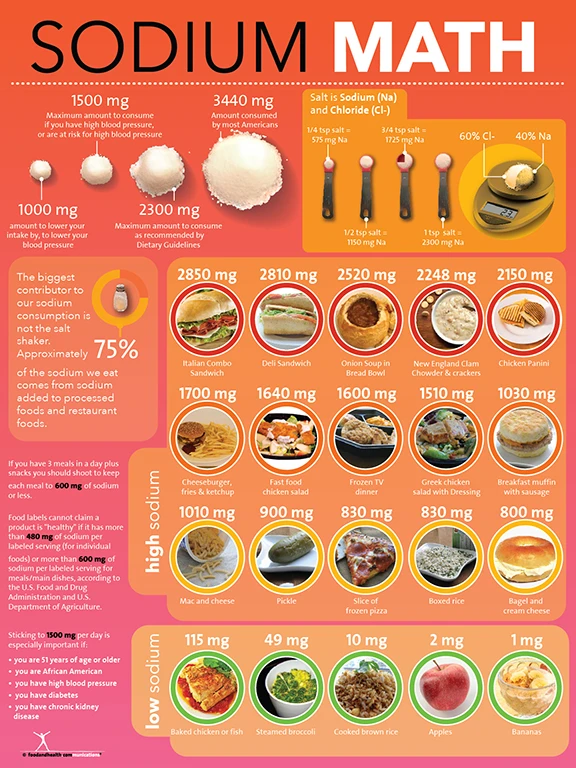 SODIUM MATH
1500 mg
Maximum amount to consume
if you have high blood pressure,
or are at risk for high blood pressure
3440 mg
Amount consumed
by most Americans
1000 mg
amount to lower your
intake by, to lower your
blood pressure
2300 mg
Maximum amount to consume
as recommended by
Dietary Guidelines
Salt is Sodium (Na)
and Chloride (Cl-)
1/4 tsp salt =
575 mg Na
3/4 tsp salt =
1725 mg Na
1/2 tsp salt =
1150 mg Na
1 tsp salt =
2300 mg Na
60% Cl-
40% Na
The biggest
contributor to
our sodium
consumption is
not the salt
shaker.
Approximately 75%
of the sodium we eat
comes from sodium
added to processed
foods and restaurant
foods.
If you have 3 meals in a day plus
snacks you should shoot to keep
each meal to 600 mg of sodium
or less.
Food labels cannot claim a
product is "healthy" if it has more
than 480 mg of sodium per
labeled serving (for individual
foods) or more than 600 mg of
sodium per labeled serving for
meals/main dishes, according to
the U.S. Food and Drug
Administration and U.S.
Department of Agriculture.
Sticking to 1500 mg per day is
especially important if:
• you are 51 years of age or older
• you are African American
• you have high blood pressure
• you have diabetes
• you have chronic kidney
disease
© foodandhealth communications
high sodium
2850 mg
Italian Combo
Sandwich
2810 mg
Deli Sandwich
2520 mg
Onion Soup in
Bread Bowl
2248 mg
New England Clam
Chowder & crackers
2150 mg
Chicken Panini
1700 mg
Cheeseburger,
fries & ketchup
1640 mg
Fast food
chicken salad
1600 mg
Frozen TV
dinner
1510 mg
Greek chicken
salad with Dressing
1030 mg
Breakfast muffin
with sausage
1010 mg
Mac and cheese
900 mg
Pickle
830 mg
Slice of
frozen pizza
830 mg
Boxed rice
800 mg
Bagel and
cream cheese
low sodium
115 mg
Baked chicken or fish
49 mg
Steamed broccoli
10 mg
Cooked brown rice
2 mg
Apples
1 mg
Bananas